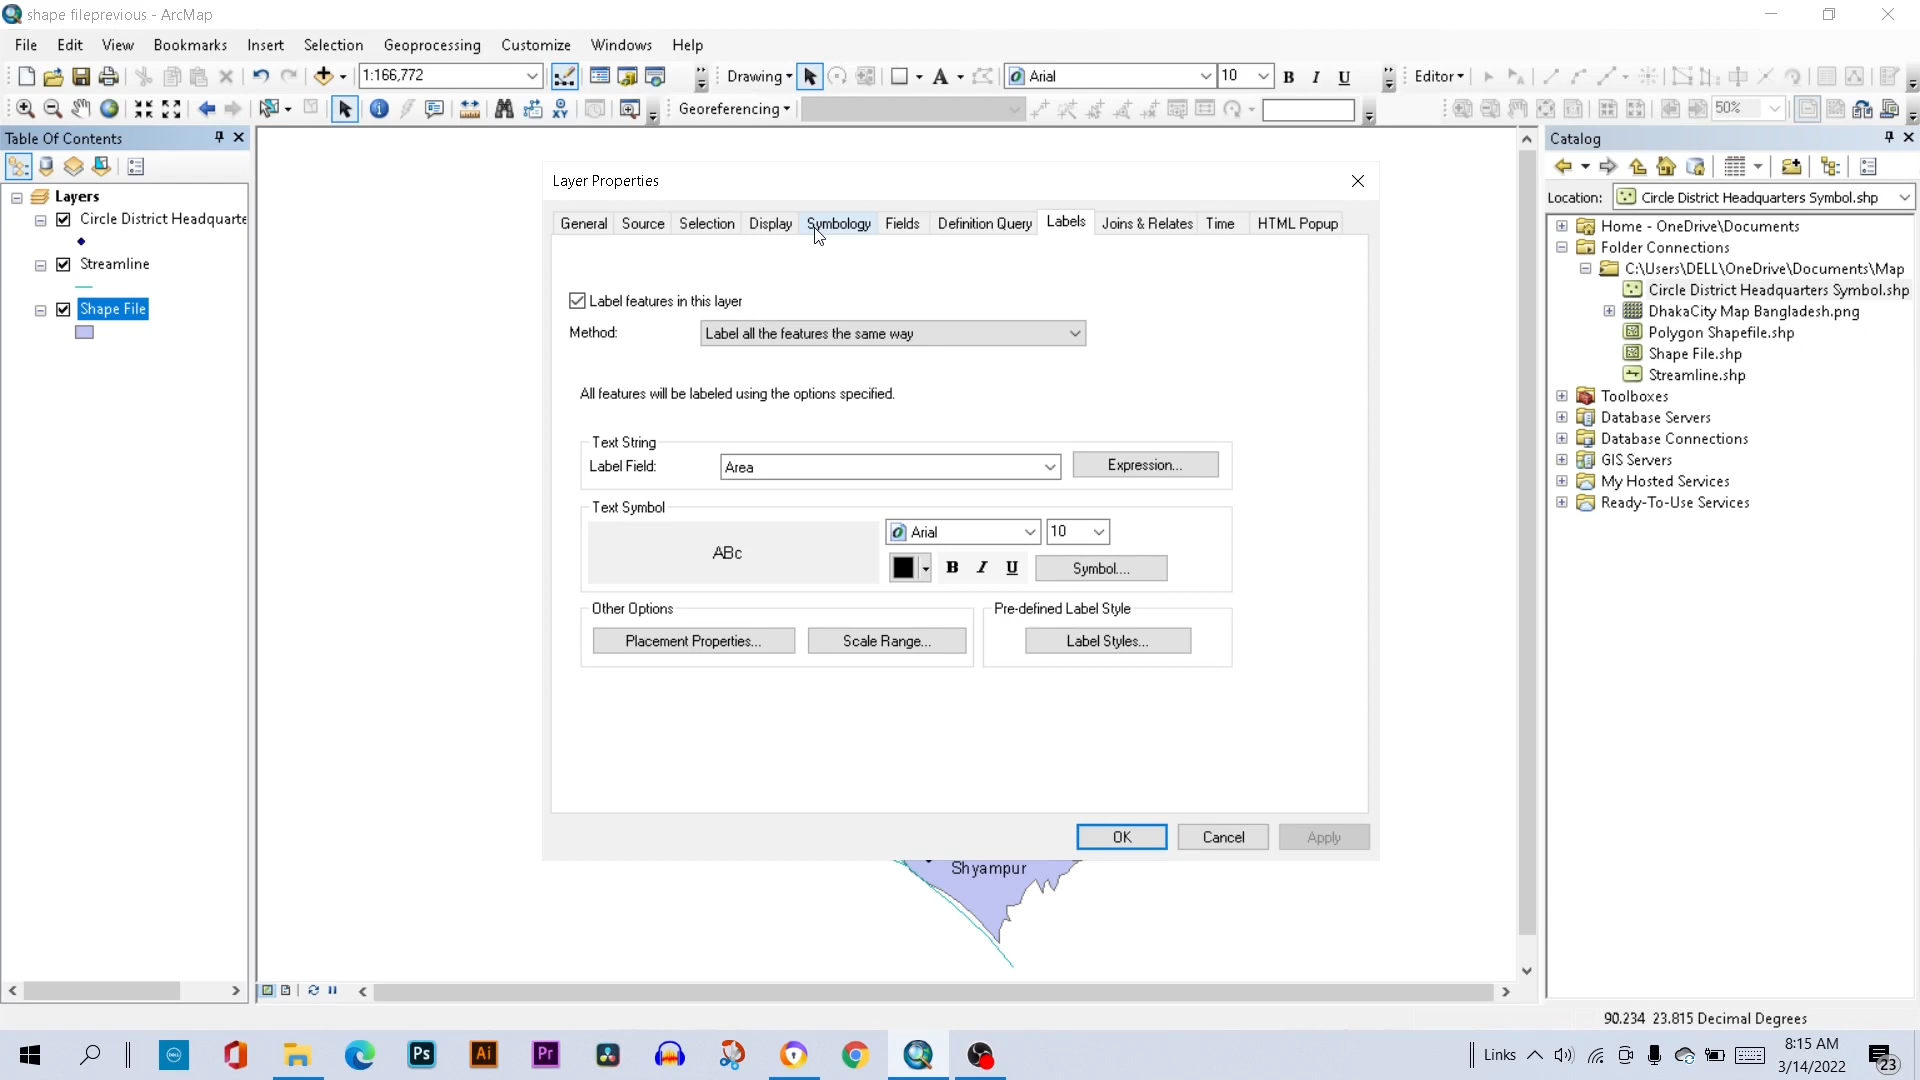 shape fileprevious - ArcMap
File Edit View Bookmarks Insert Selection Geoprocessing Customize Windows Help
1:166,772 Drawing Arial 10 B I U Editor
Georeferencing 50%
Table Of Contents
Layers
Circle District Headquarte
Streamline
Shape File
Layer Properties
General Source Selection Display Symbology Fields Definition Query Labels Joins & Relates Time HTML Popup
Label features in this layer
Method: Label all the features the same way
All features will be labeled using the options specified.
Text String
Label Field: Area Expression...
Text Symbol
ABc
Arial 10
B I U Symbol....
Other Options
Placement Properties... Scale Range...
Pre-defined Label Style
Label Styles...
OK Cancel Apply
Shyampur
Catalog
Location: Circle District Headquarters Symbol.shp
Home - OneDrive\Documents
Folder Connections
C:\Users\DELL\OneDrive\Documents\Map
Circle District Headquarters Symbol.shp
DhakaCity Map Bangladesh.png
Polygon Shapefile.shp
Shape File.shp
Streamline.shp
Toolboxes
Database Servers
Database Connections
GIS Servers
My Hosted Services
Ready-To-Use Services
90.234 23.815 Decimal Degrees
DELL
Ps
Ai
Pr
Links
8:15 AM
3/14/2022
23